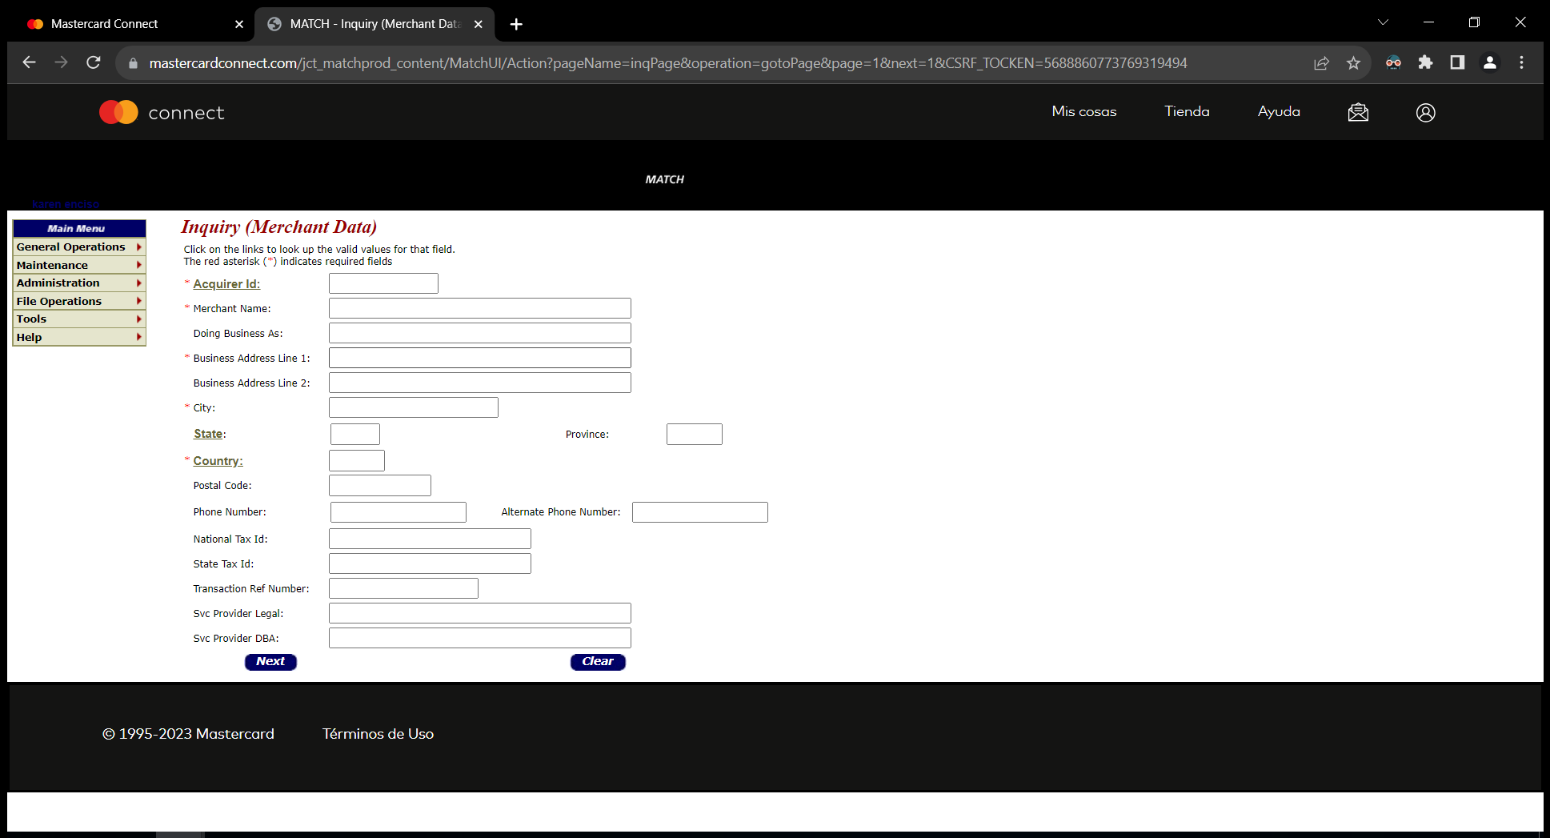 Mastercard Connect
MATCH - Inquiry (Merchant Data
mastercardconnect.com/jct_matchprod_content/MatchUI/Action?pageName=inqPage&operation=gotoPage&page=1&next=1&CSRF_TOCKEN=5688860773769319494
connect
Mis cosas
Tienda
Ayuda
MATCH
Main Menu
General Operations
Maintenance
Administration
File Operations
Tools
Help
Inquiry (Merchant Data)
Click on the links to look up the valid values for that field.
The red asterisk (*) indicates required fields
* Acquirer Id:
* Merchant Name:
Doing Business As:
* Business Address Line 1:
Business Address Line 2:
* City:
State: Province:
* Country:
Postal Code:
Phone Number: Alternate Phone Number:
National Tax Id:
State Tax Id:
Transaction Ref Number:
Svc Provider Legal:
Svc Provider DBA:
Next Clear
© 1995-2023 Mastercard Términos de Uso